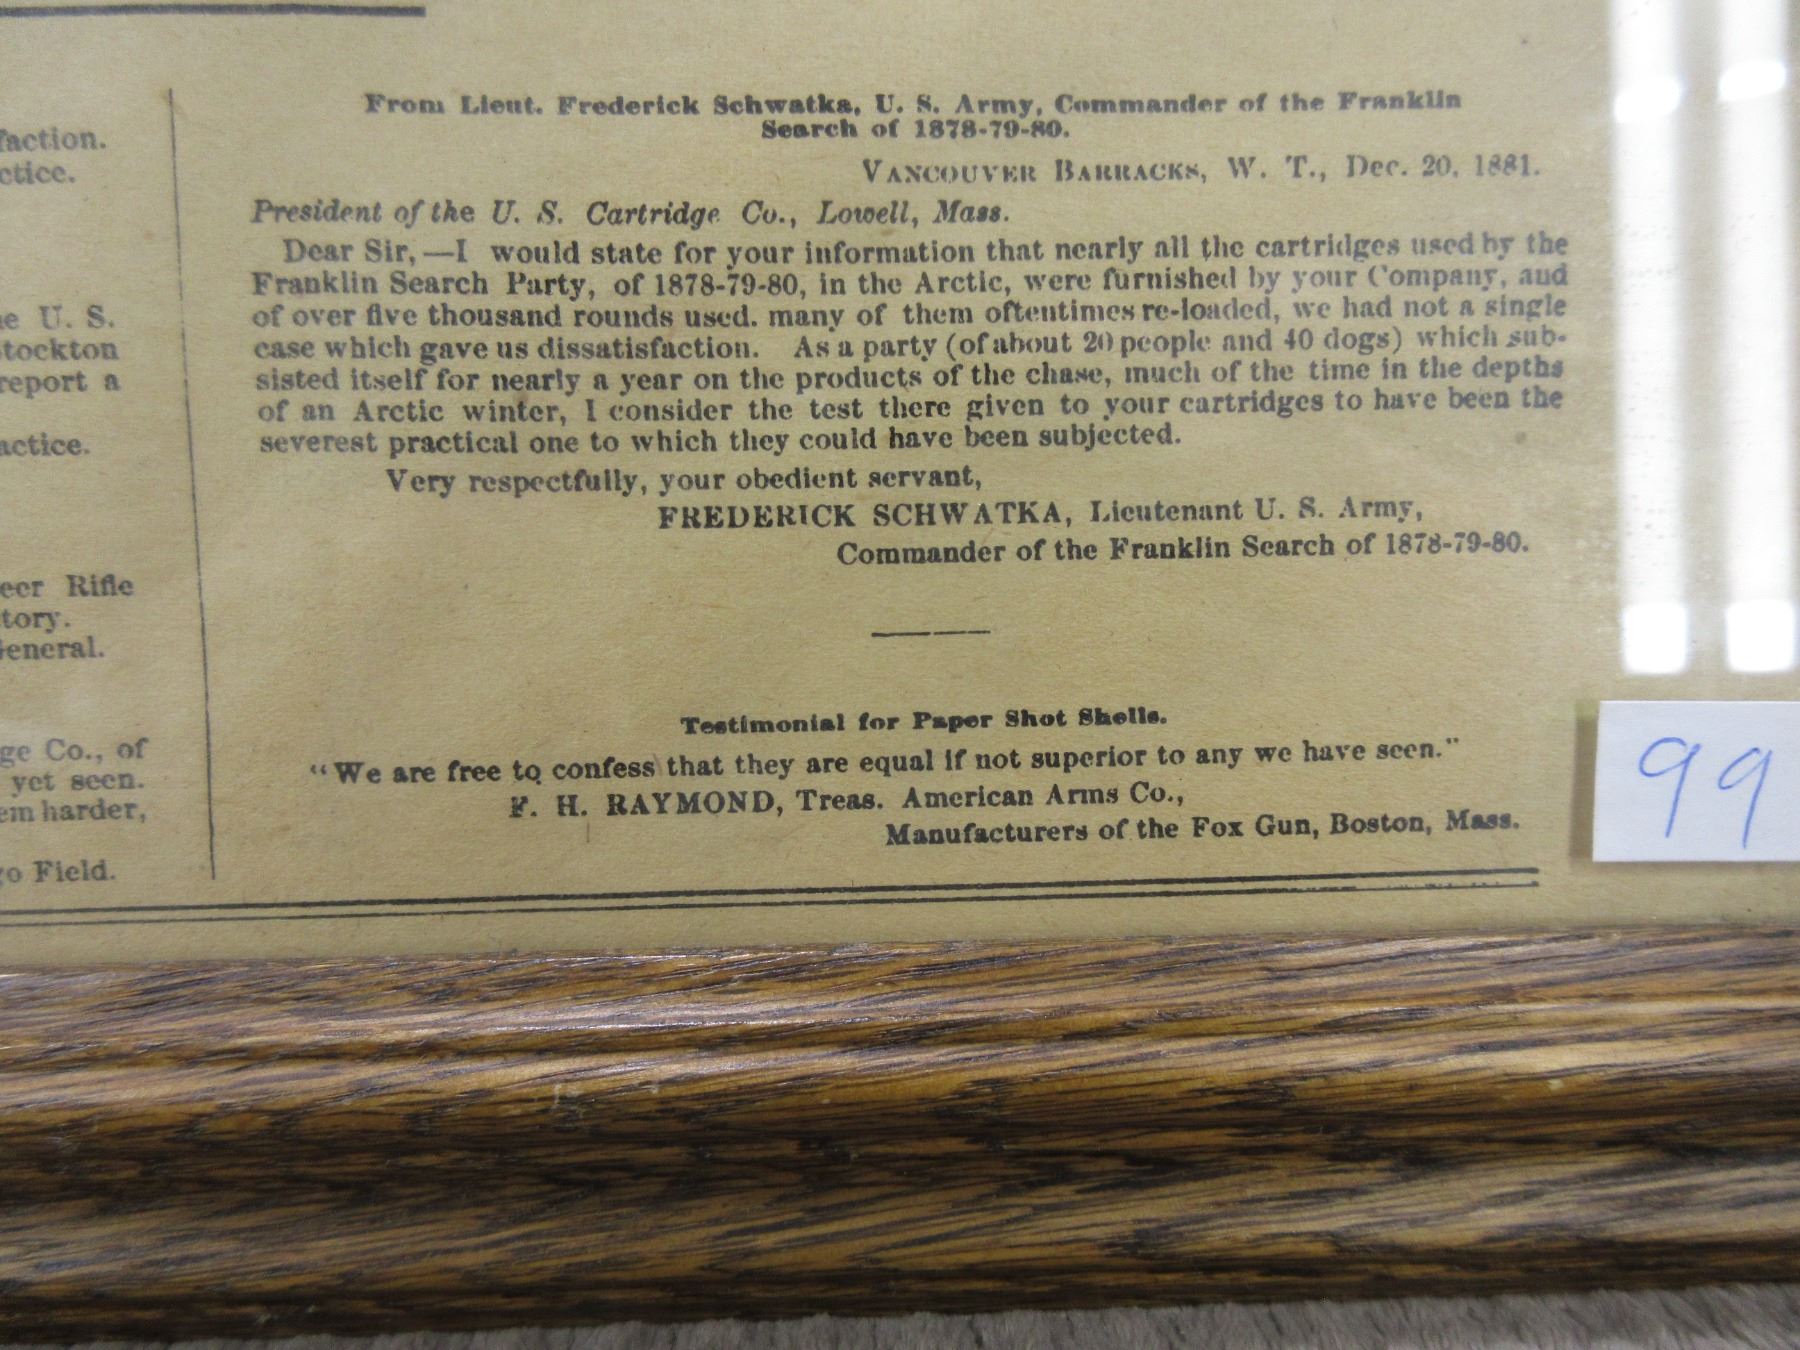 faction.
ctice.
e U. S.
tockton
report a
actice.
eer Rifle
tory.
General.
ge Co., of
yet seen.
em harder,
go Field.
From Lieut. Frederick Schwatka, U. S. Army, Commander of the Franklin
Search of 1878-79-80.
VANCOUVER BARRACKS, W. T., Dec. 20, 1881.
President of the U. S. Cartridge Co., Lowell, Mass.
Dear Sir,—I would state for your information that nearly all the cartridges used by the
Franklin Search Party, of 1878-79-80, in the Arctic, were furnished by your Company, and
of over five thousand rounds used. many of them oftentimes re-loaded, we had not a single
case which gave us dissatisfaction. As a party (of about 20 people and 40 dogs) which sub-
sisted itself for nearly a year on the products of the chase, much of the time in the depths
of an Arctic winter, I consider the test there given to your cartridges to have been the
severest practical one to which they could have been subjected.
Very respectfully, your obedient servant,
FREDERICK SCHWATKA, Lieutenant U. S. Army,
Commander of the Franklin Search of 1878-79-80.
Testimonial for Paper Shot Shells.
"We are free to confess that they are equal if not superior to any we have seen."
F. H. RAYMOND, Treas. American Arms Co.,
Manufacturers of the Fox Gun, Boston, Mass.
99